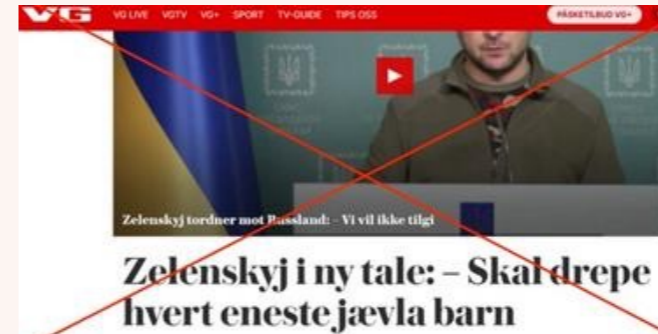 VG VG LIVE VGTV VG+ SPORT TV-GUIDE TIPS OSS PÅSKETILBUD VG+
Zelenskyj tordner mot Russland: – Vi vil ikke tilgi
Zelenskyj i ny tale: – Skal drepe
hvert eneste jævla barn